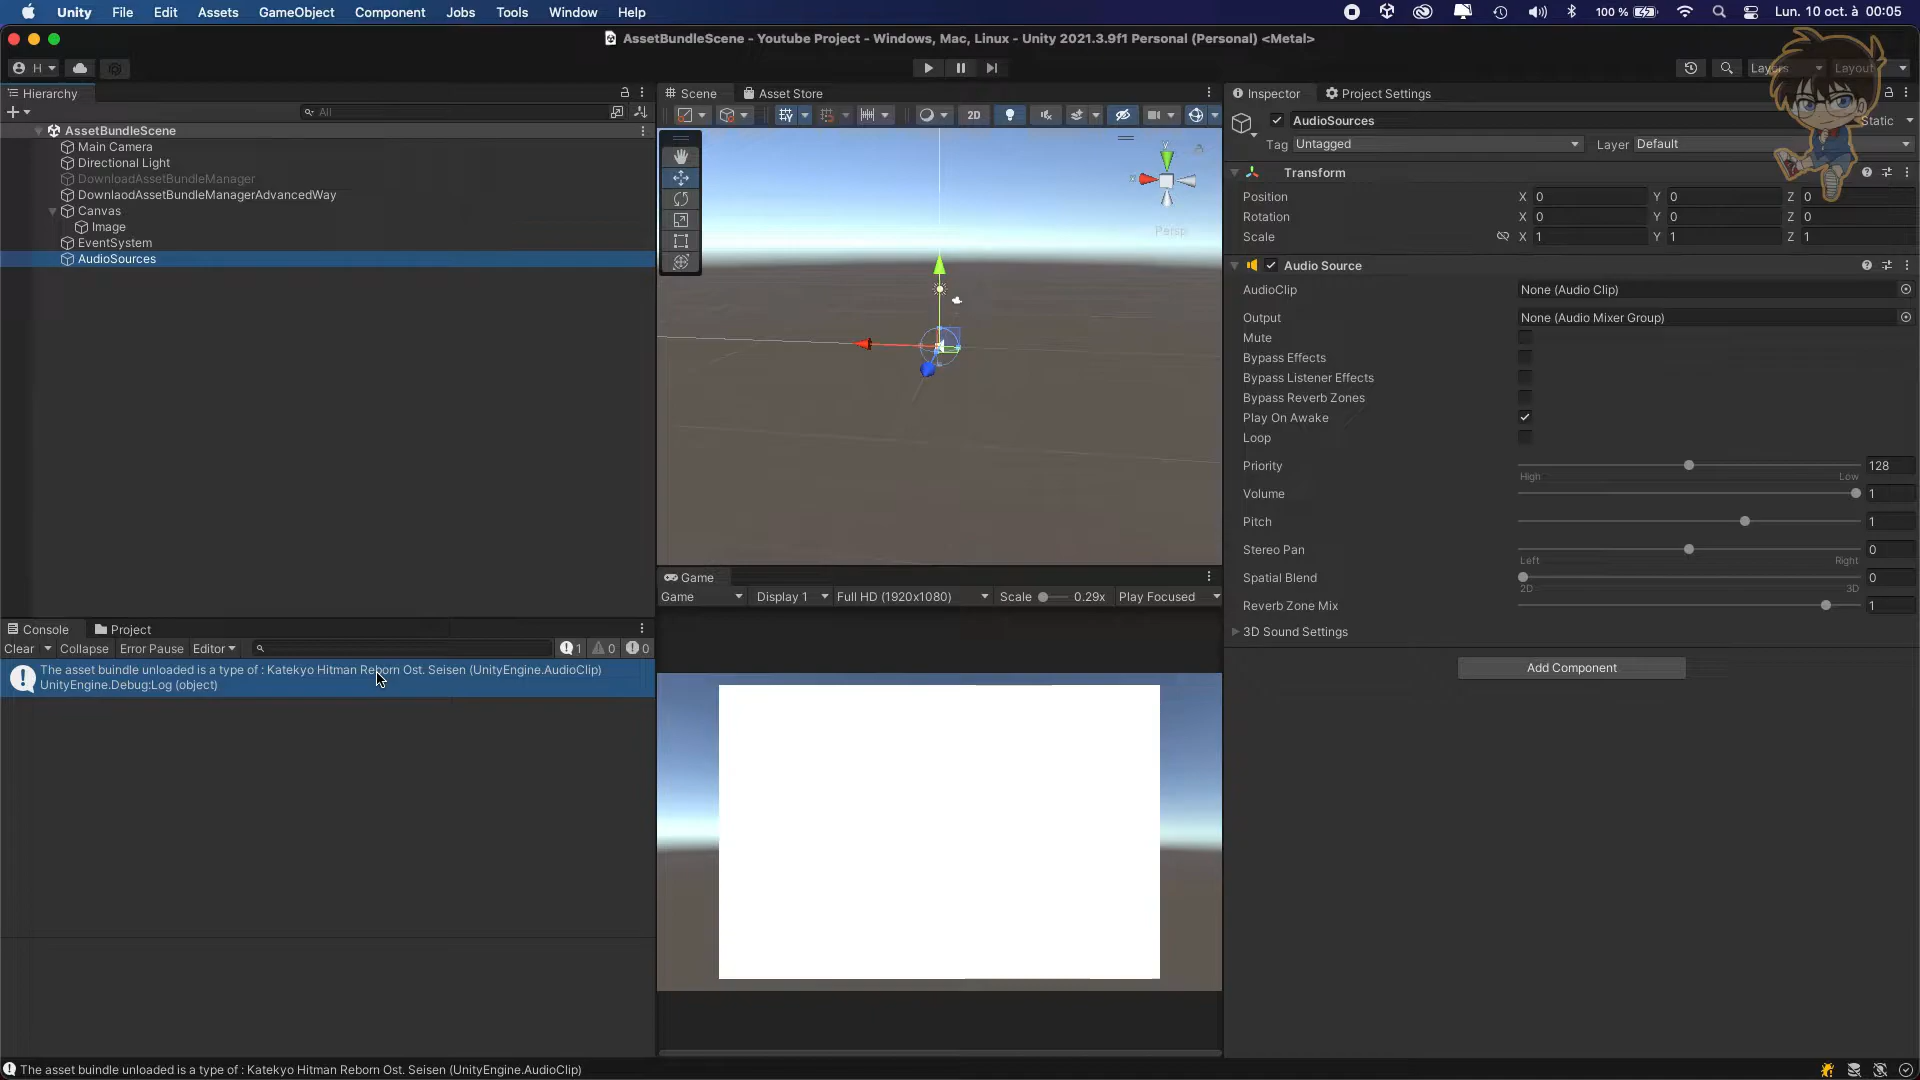 Unity File Edit Assets GameObject Component Jobs Tools Window Help 100 % Lun. 10 oct. à 00:05
AssetBundleScene - Youtube Project - Windows, Mac, Linux - Unity 2021.3.9f1 Personal (Personal) <Metal>
H Layers Layout
Hierarchy
All
AssetBundleScene
Main Camera
Directional Light
DownlaodAssetBundleManager
DownlaodAssetBundleManagerAdvancedWay
Canvas
Image
EventSystem
AudioSources
Scene Asset Store
2D
y
x
Persp
Game
Game Display 1 Full HD (1920x1080) Scale 0.29x Play Focused
Console Project
Clear Collapse Error Pause Editor 1 0 0
The asset buindle unloaded is a type of : Katekyo Hitman Reborn Ost. Seisen (UnityEngine.AudioClip)
UnityEngine.Debug:Log (object)
Inspector Project Settings
AudioSources Static
Tag Untagged Layer Default
Transform
Position X 0 Y 0 Z 0
Rotation X 0 Y 0 Z 0
Scale X 1 Y 1 Z 1
Audio Source
AudioClip None (Audio Clip)
Output None (Audio Mixer Group)
Mute
Bypass Effects
Bypass Listener Effects
Bypass Reverb Zones
Play On Awake
Loop
Priority 128
High Low
Volume 1
Pitch 1
Stereo Pan 0
Left Right
Spatial Blend 0
2D 3D
Reverb Zone Mix 1
3D Sound Settings
Add Component
The asset buindle unloaded is a type of : Katekyo Hitman Reborn Ost. Seisen (UnityEngine.AudioClip)